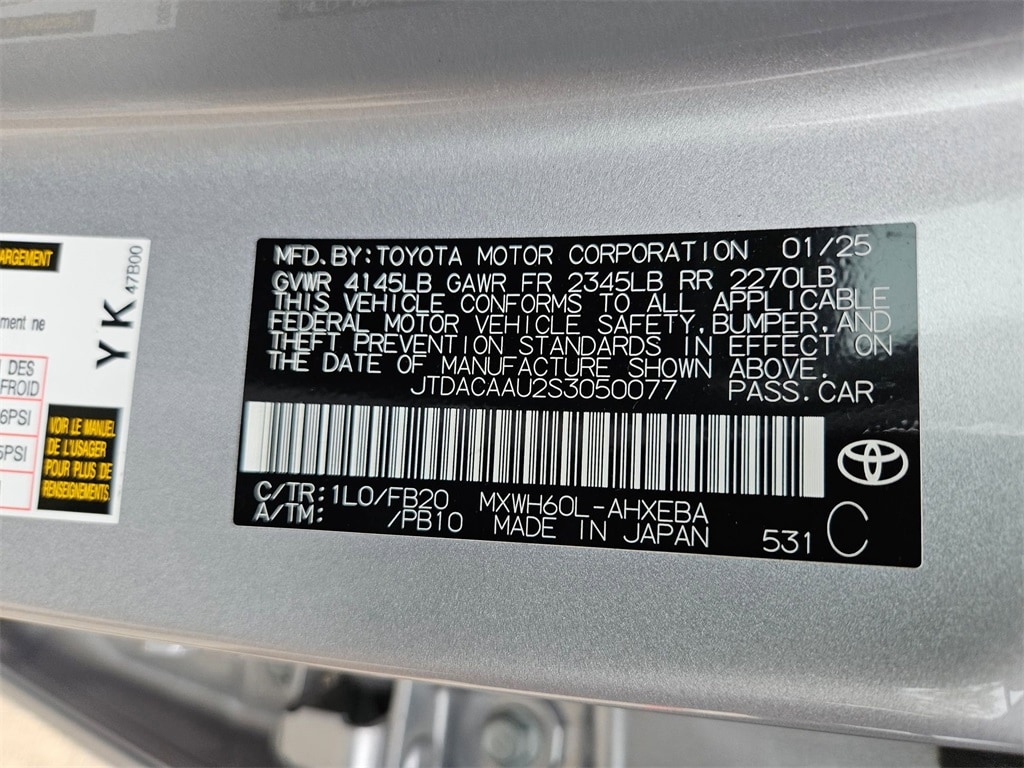 ARGEMENT
ment ne
DES
FROID
6PSI
5PSI
VOIR LE MANUEL
DE L'USAGER
POUR PLUS DE
RENSEIGNEMENTS
YK
47B00
MFD.BY:TOYOTA MOTOR CORPORATION 01/25
GVWR 4145LB GAWR FR 2345LB RR 2270LB
THIS VEHICLE CONFORMS TO ALL APPLICABLE
FEDERAL MOTOR VEHICLE SAFETY,BUMPER,AND
THEFT PREVENTION STANDARDS IN EFFECT ON
THE DATE OF MANUFACTURE SHOWN ABOVE.
JTDACAAU2S3050077 PASS.CAR
C/TR:1L0/FB20 MXWH60L-AHXEBA
A/TM: /PB10 MADE IN JAPAN 531 C